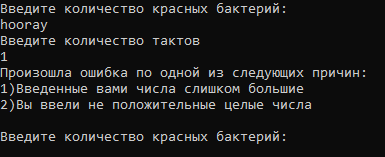 Введите количество красных бактерий:
hooray
Введите количество тактов
1
Произошла ошибка по одной из следующих причин:
1)Введенные вами числа слишком большие
2)Вы ввели не положительные целые числа
Введите количество красных бактерий: